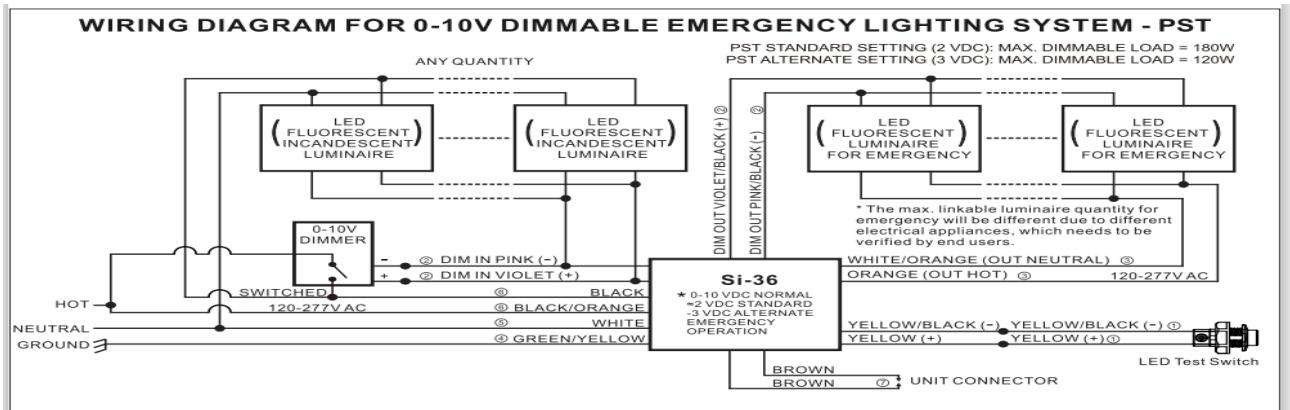 WIRING DIAGRAM FOR 0-10V DIMMABLE EMERGENCY LIGHTING SYSTEM - PST
PST STANDARD SETTING (2 VDC): MAX. DIMMABLE LOAD = 180W
PST ALTERNATE SETTING (3 VDC): MAX. DIMMABLE LOAD = 120W
ANY QUANTITY
( LED
FLUORESCENT
INCANDESCENT )
LUMINAIRE
( LED
FLUORESCENT
INCANDESCENT )
LUMINAIRE
DIM OUT VIOLET/BLACK (+) ②
DIM OUT PINK/BLACK (-) ②
( LED
FLUORESCENT )
LUMINAIRE
FOR EMERGENCY
( LED
FLUORESCENT )
LUMINAIRE
FOR EMERGENCY
* The max. linkable luminaire quantity for
emergency will be different due to different
electrical appliances, which needs to be
verified by end users.
0-10V
DIMMER
- ② DIM IN PINK (-)
+ ② DIM IN VIOLET (+)
SWITCHED ⑥ BLACK
HOT 120-277V AC ⑥ BLACK/ORANGE
NEUTRAL ⑤ WHITE
GROUND ④ GREEN/YELLOW
Si-36
* 0-10 VDC NORMAL
≈2 VDC STANDARD
-3 VDC ALTERNATE
EMERGENCY
OPERATION
WHITE/ORANGE (OUT NEUTRAL) ③
ORANGE (OUT HOT) ③ 120-277V AC
YELLOW/BLACK (-) YELLOW/BLACK (-) ①
YELLOW (+) YELLOW (+) ①
LED Test Switch
BROWN
BROWN ⑦ UNIT CONNECTOR